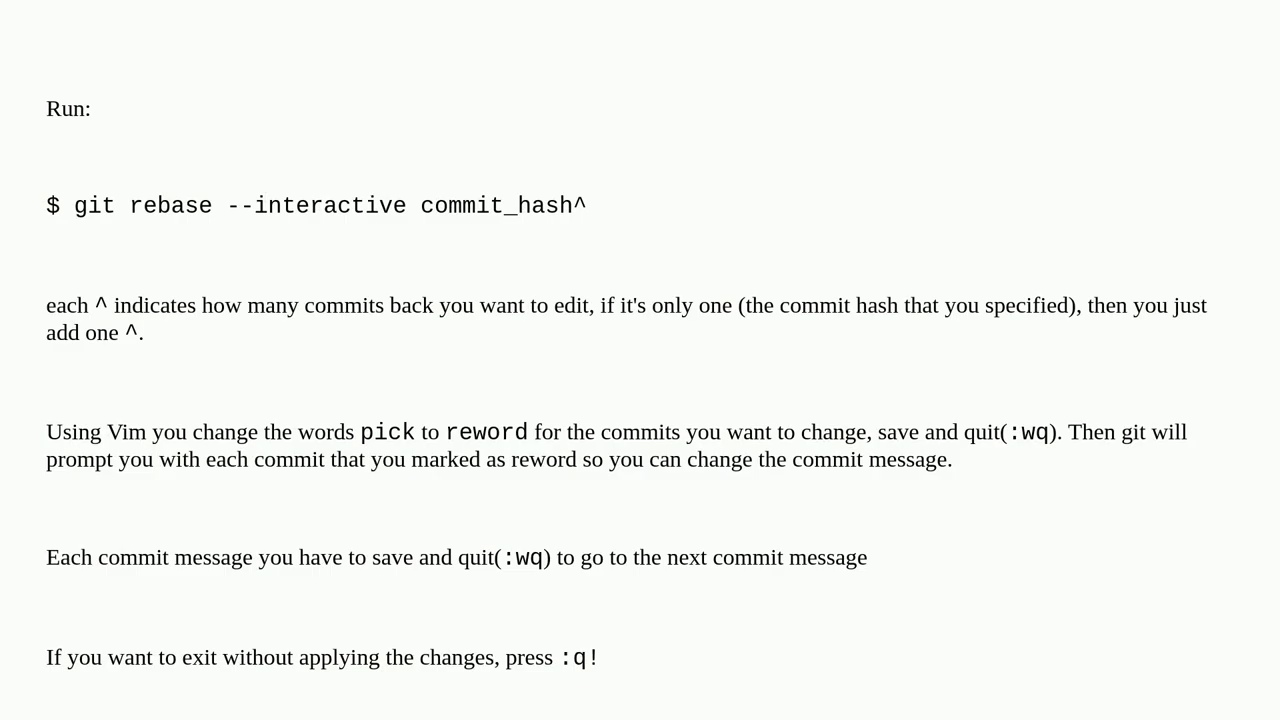 Run:
$ git rebase --interactive commit_hash^
each ^ indicates how many commits back you want to edit, if it's only one (the commit hash that you specified), then you just
add one ^.
Using Vim you change the words pick to reword for the commits you want to change, save and quit(:wq). Then git will
prompt you with each commit that you marked as reword so you can change the commit message.
Each commit message you have to save and quit(:wq) to go to the next commit message
If you want to exit without applying the changes, press :q!